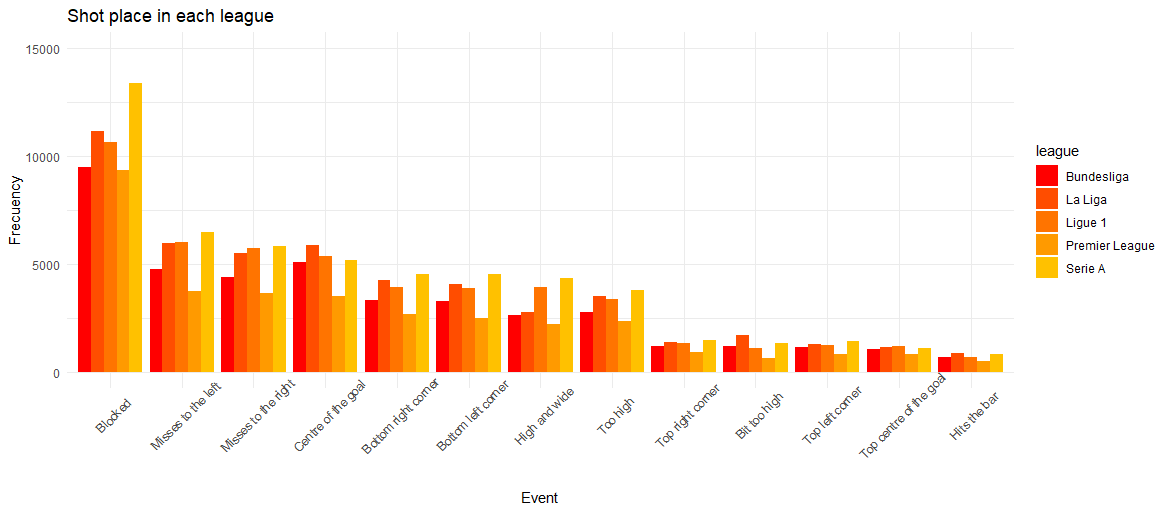 Shot place in each league
15000
10000
5000
0
Frecuency
Blocked
Misses to the left
Misses to the right
Centre of the goal
Bottom right corner
Bottom left corner
High and wide
Too high
Top right corner
Bit too high
Top left corner
Top centre of the goal
Hits the bar
Event
league
Bundesliga
La Liga
Ligue 1
Premier League
Serie A